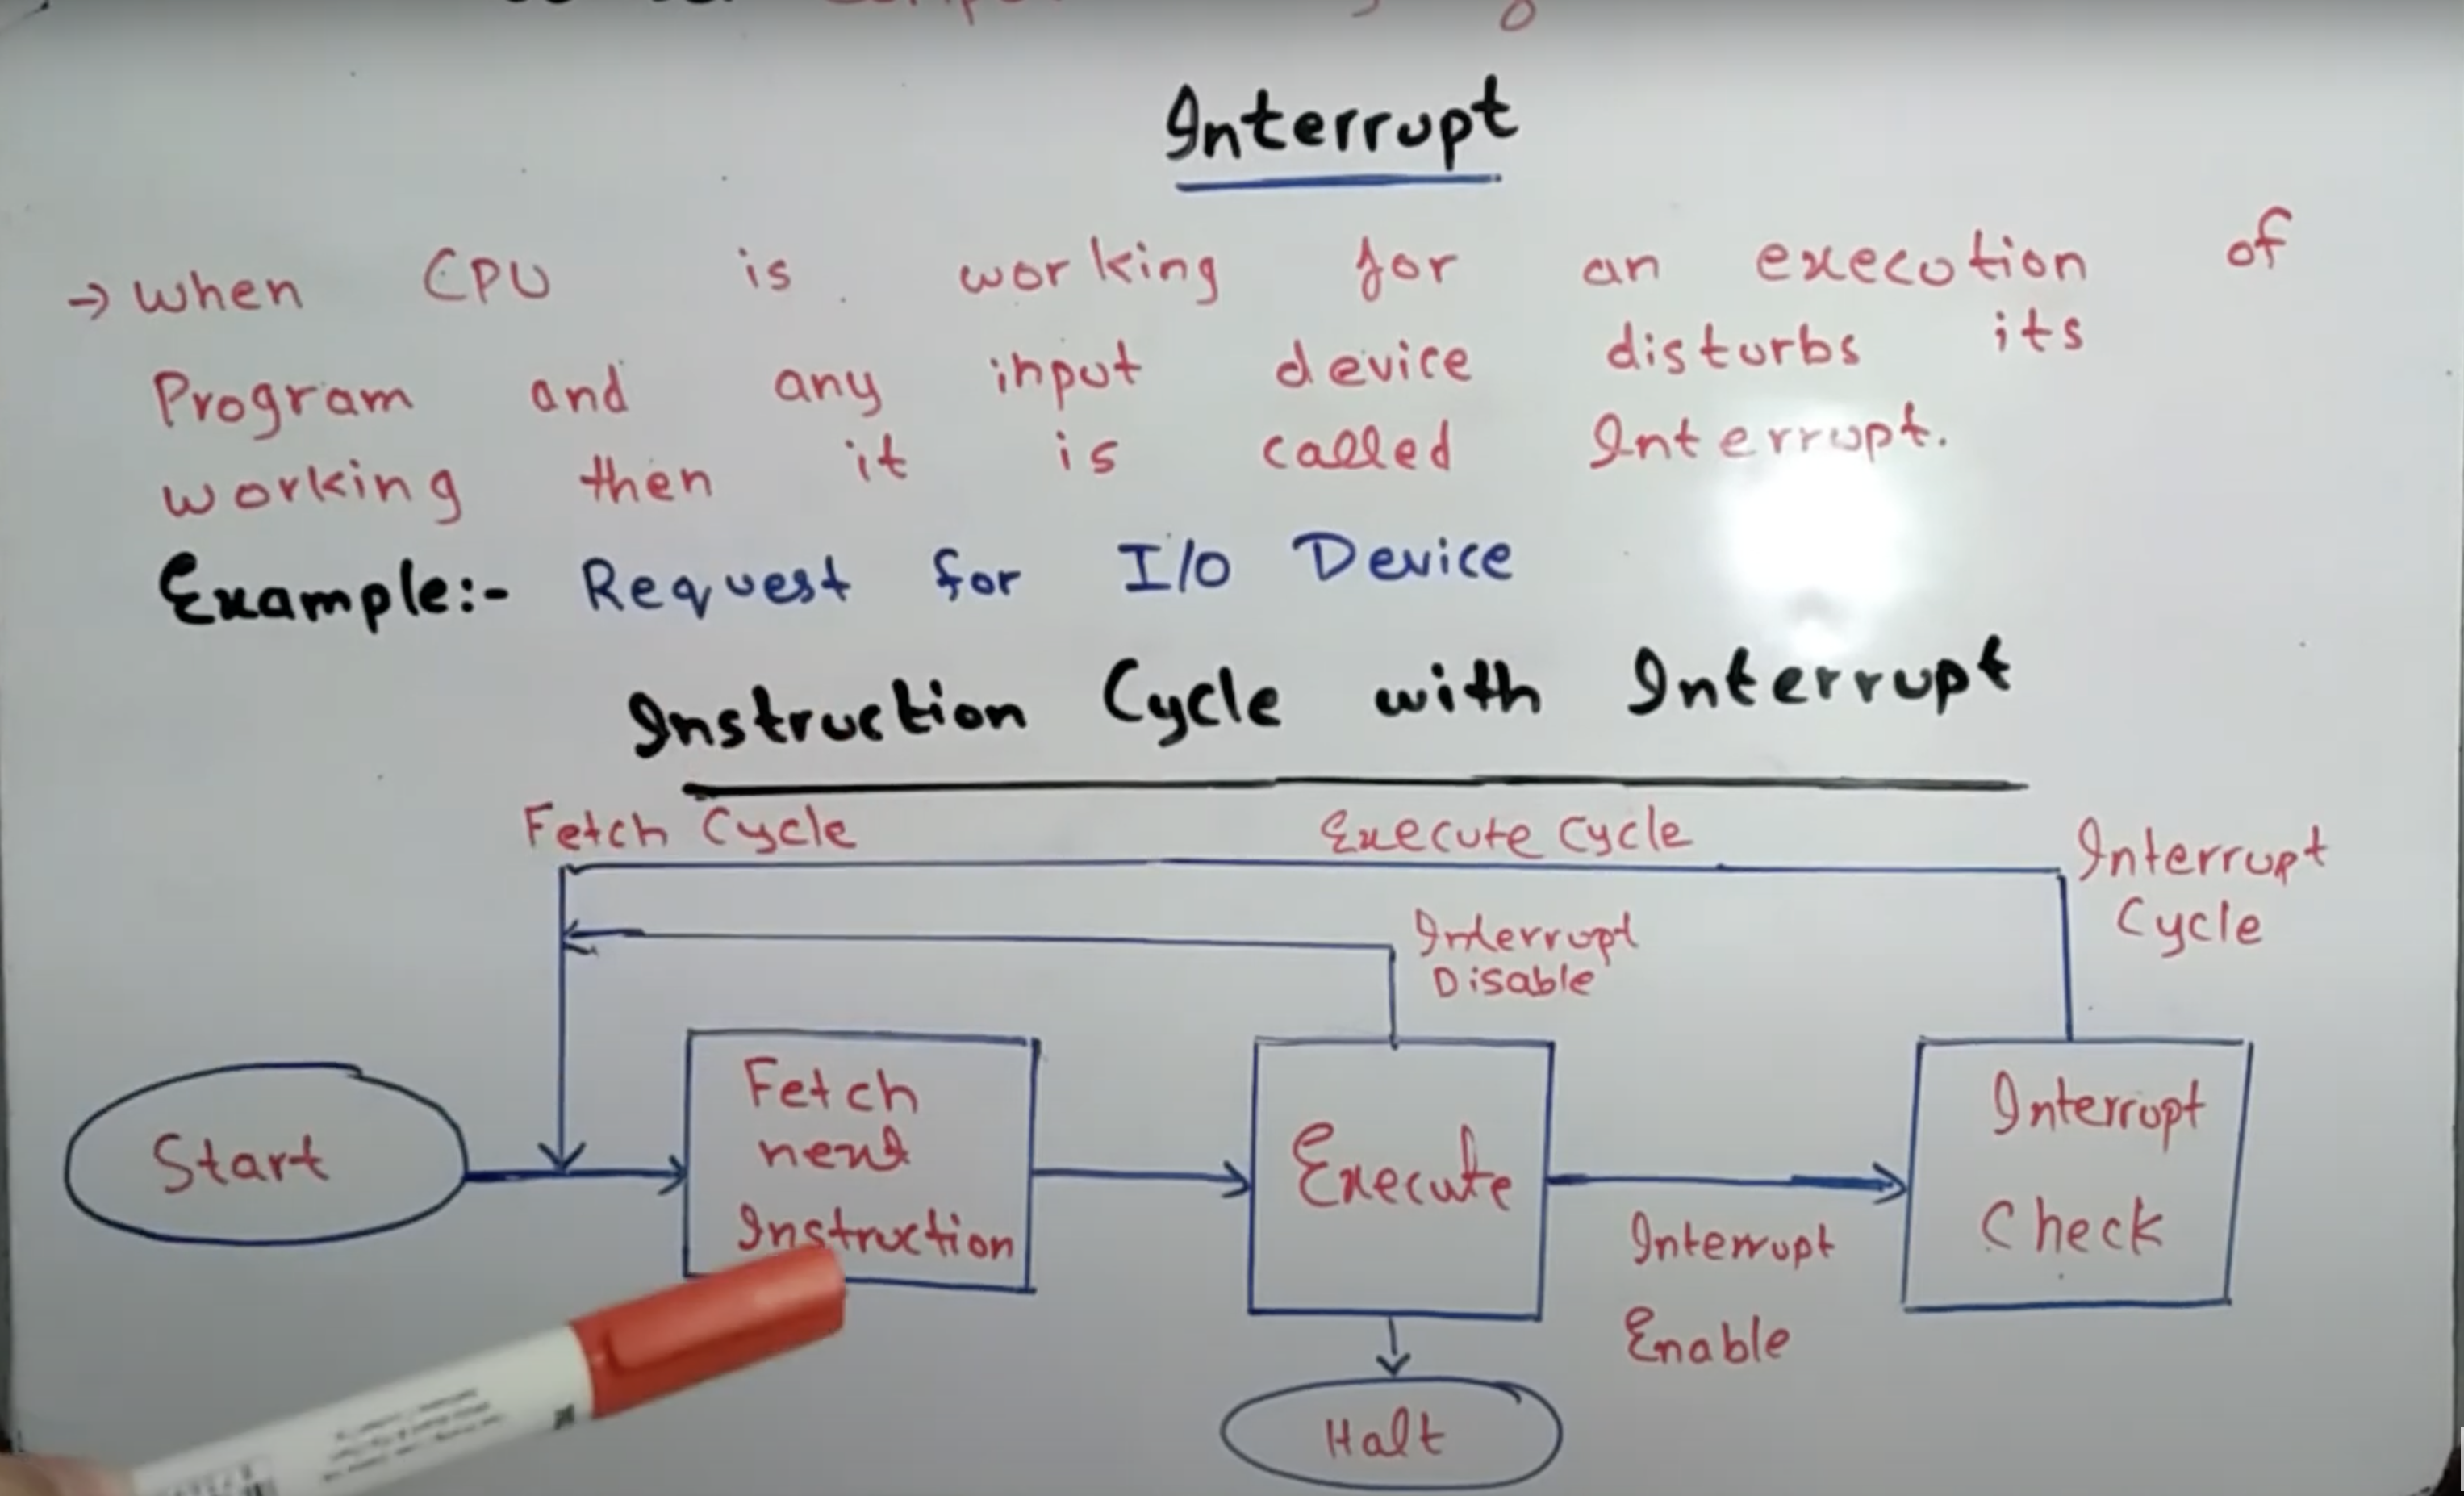 Interrupt
→ when CPU is working for an execution of
Program and any input device disturbs its
working then it is called Interrupt.
Example:- Request for I/O Device
Instruction Cycle with Interrupt
Fetch Cycle Execute Cycle Interrupt
Cycle
Interrupt
Disable
Start
Fetch
next
Instruction
Execute
Interrupt
Check
Interrupt
Enable
Halt